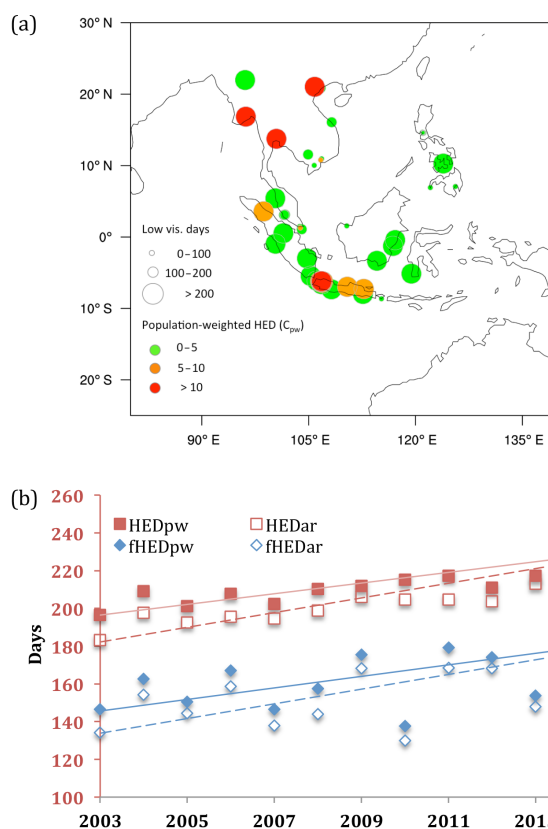 (a)
30° N
20° N
10° N
0°
10° S
20° S
Low vis. days
0–100
100–200
> 200
Population-weighted HED (Cpw)
0–5
5–10
> 10
90° E
105° E
120° E
135° E
(b)
260
240
220
200
180
160
140
120
100
Days
HEDpw
HEDar
fHEDpw
fHEDar
2003
2005
2007
2009
2011